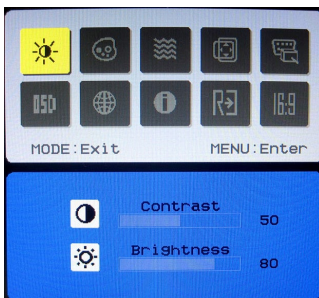 OSD
R
16:9
MODE:Exit MENU:Enter
Contrast
50
Brightness
80